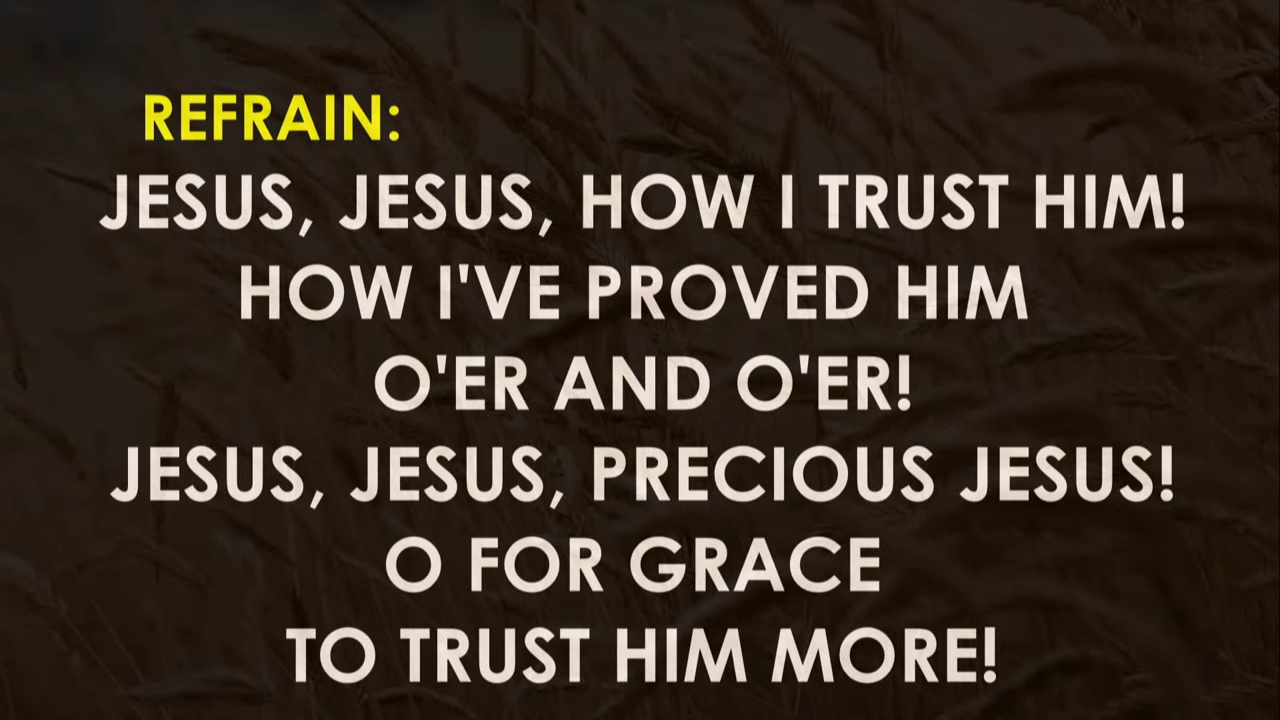 REFRAIN:
JESUS, JESUS, HOW I TRUST HIM!
HOW I'VE PROVED HIM
O'ER AND O'ER!
JESUS, JESUS, PRECIOUS JESUS!
O FOR GRACE
TO TRUST HIM MORE!